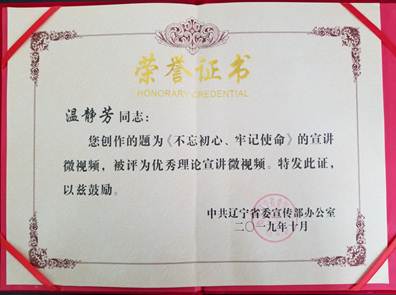 荣誉证书
HONORARY CREDENTIAL
温静芳同志：
您创作的题为《不忘初心、牢记使命》的宣讲
微视频，被评为优秀理论宣讲微视频。特发此证，
以兹鼓励。
中共辽宁省委宣传部办公室
二〇一九年十月